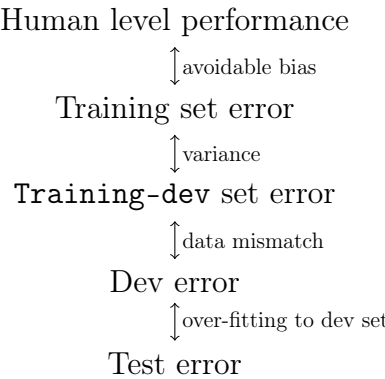 Human level performance
avoidable bias
Training set error
variance
Training-dev set error
data mismatch
Dev error
over-fitting to dev set
Test error